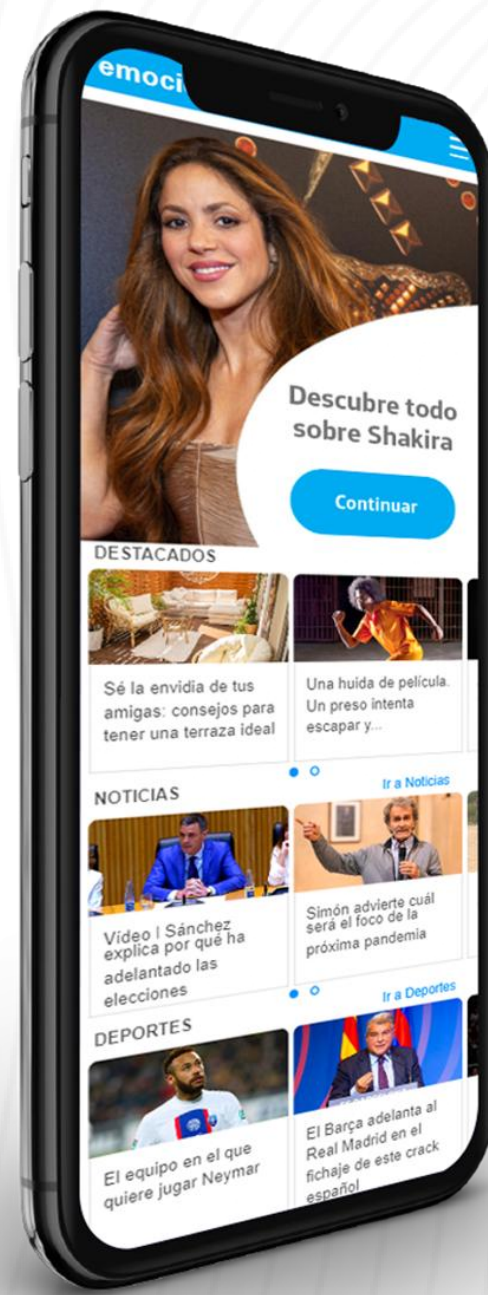 emoci
Descubre todo
sobre Shakira
Continuar
DESTACADOS
Sé la envidia de tus
amigas: consejos para
tener una terraza ideal
Una huida de película.
Un preso intenta
escapar y...
NOTICIAS
Ir a Noticias
Vídeo | Sánchez
explica por qué ha
adelantado las
elecciones
Simón advierte cuál
será el foco de la
próxima pandemia
DEPORTES
Ir a Deportes
El equipo en el que
quiere jugar Neymar
El Barça adelanta al
Real Madrid en el
fichaje de este crack
español